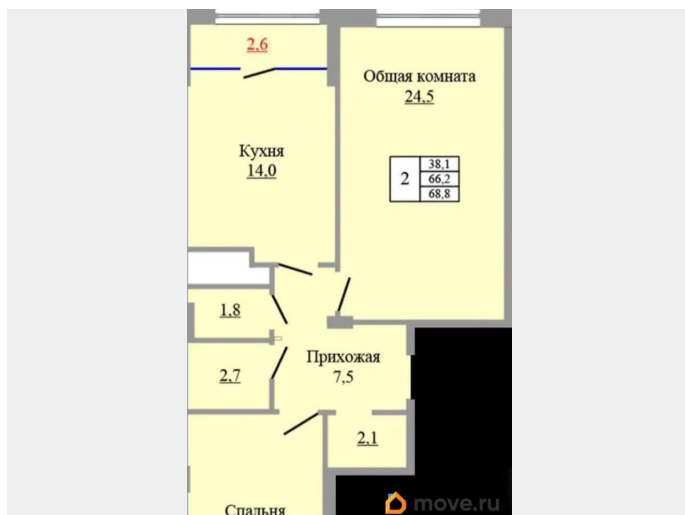 2,6
Общая комната
24,5
Кухня
14,0
2
38,1
66,2
68,8
1,8
Прихожая
7,5
2,7
2,1
Спальня
move.ru